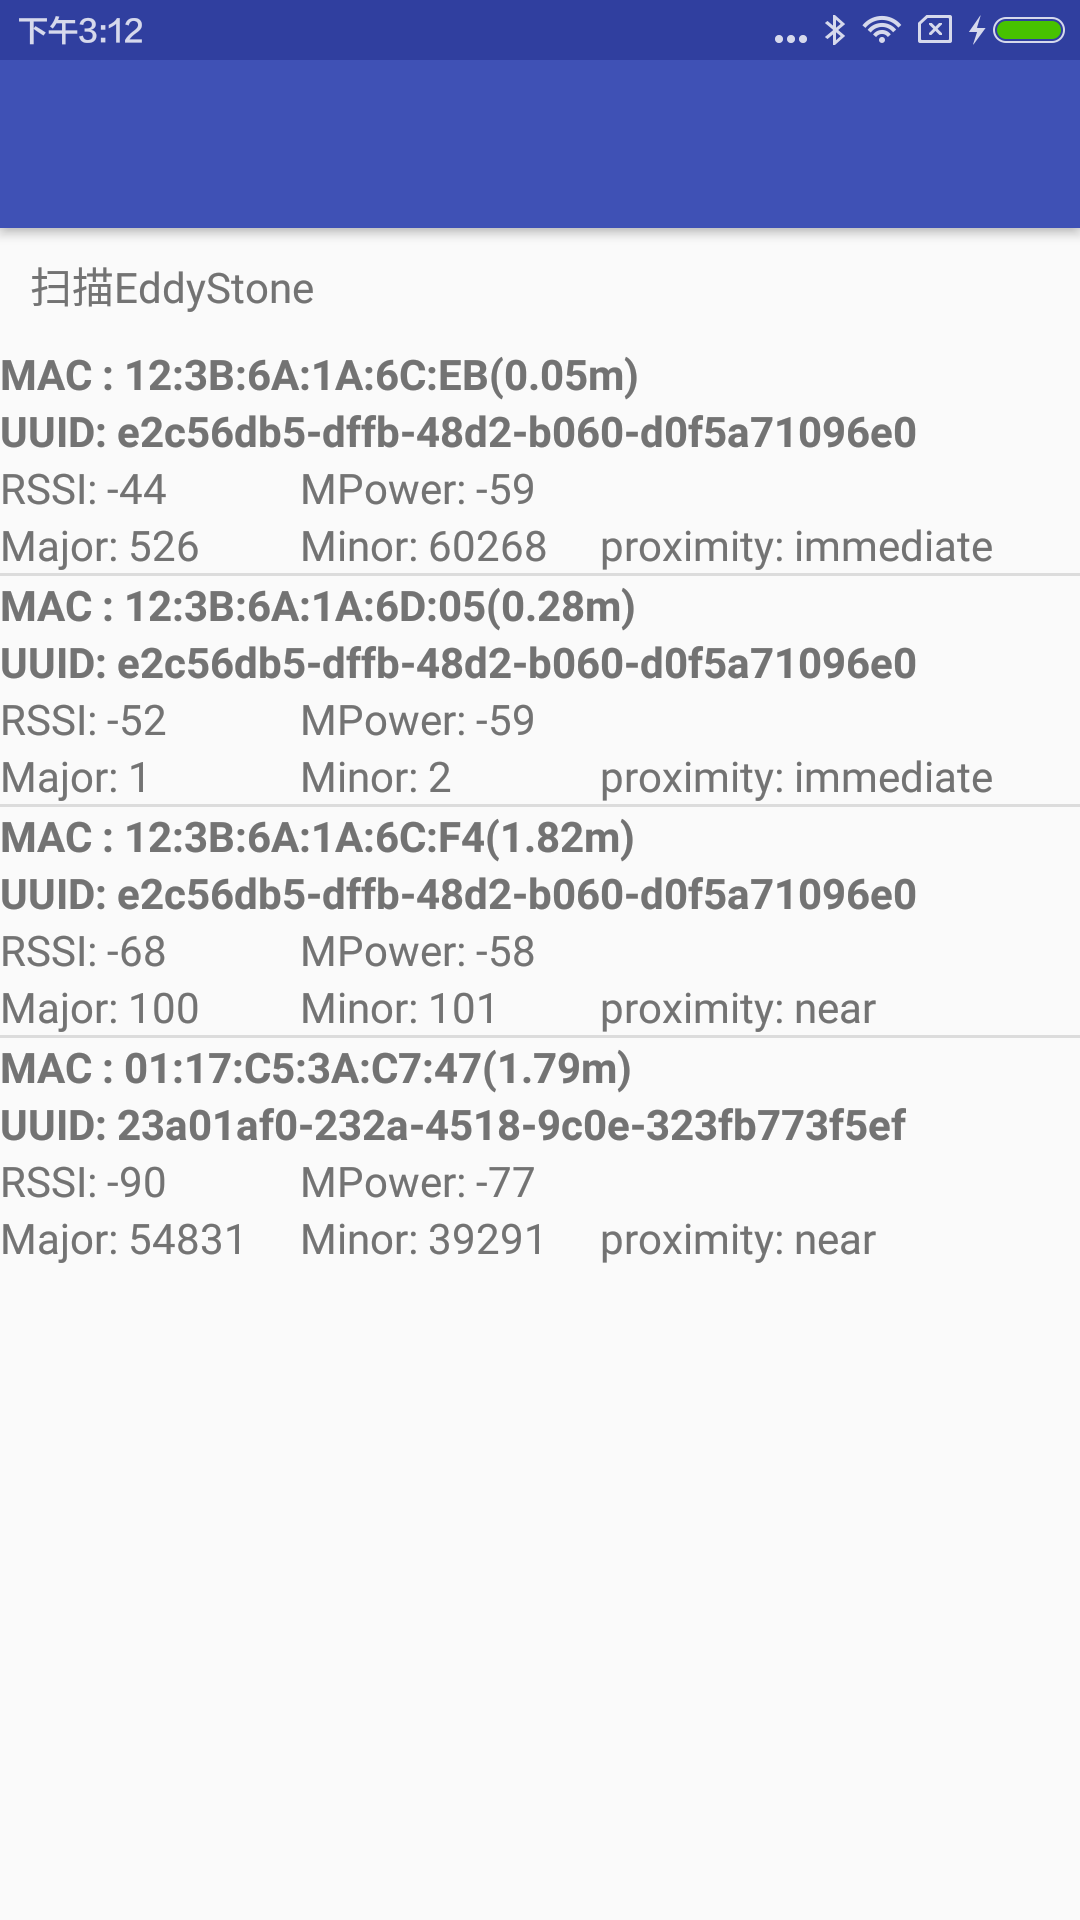 下午3:12
扫描EddyStone
MAC : 12:3B:6A:1A:6C:EB(0.05m)
UUID: e2c56db5-dffb-48d2-b060-d0f5a71096e0
RSSI: -44 MPower: -59
Major: 526 Minor: 60268 proximity: immediate
MAC : 12:3B:6A:1A:6D:05(0.28m)
UUID: e2c56db5-dffb-48d2-b060-d0f5a71096e0
RSSI: -52 MPower: -59
Major: 1 Minor: 2 proximity: immediate
MAC : 12:3B:6A:1A:6C:F4(1.82m)
UUID: e2c56db5-dffb-48d2-b060-d0f5a71096e0
RSSI: -68 MPower: -58
Major: 100 Minor: 101 proximity: near
MAC : 01:17:C5:3A:C7:47(1.79m)
UUID: 23a01af0-232a-4518-9c0e-323fb773f5ef
RSSI: -90 MPower: -77
Major: 54831 Minor: 39291 proximity: near